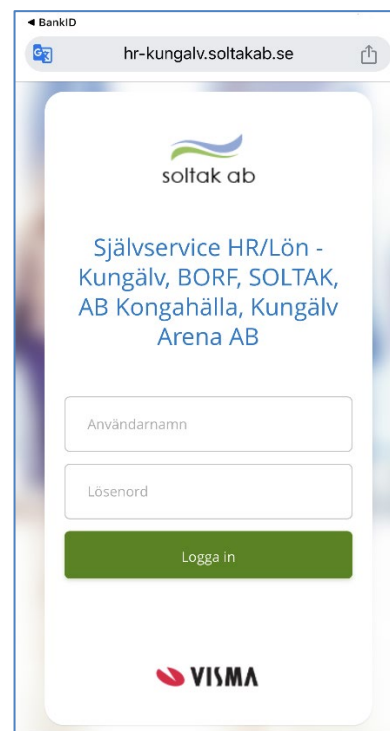 ◀ BankID
hr-kungalv.soltakab.se
soltak ab
Självservice HR/Lön -
Kungälv, BORF, SOLTAK,
AB Kongahälla, Kungälv
Arena AB
Användarnamn
Lösenord
Logga in
VISMA